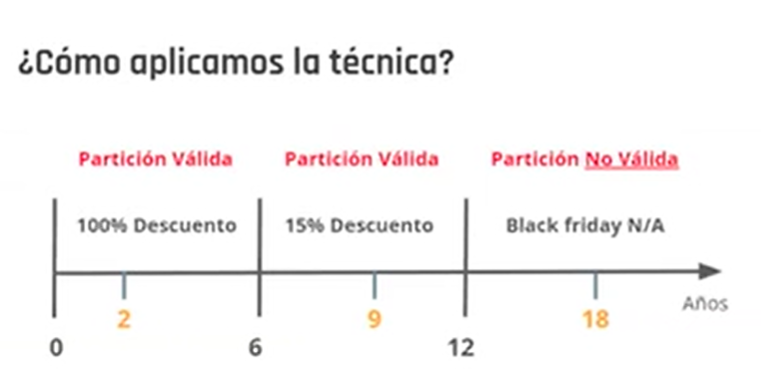 ¿Cómo aplicamos la técnica?
Partición Válida Partición Válida Partición No Válida
100% Descuento 15% Descuento Black friday N/A
Años
2 9 18
0 6 12